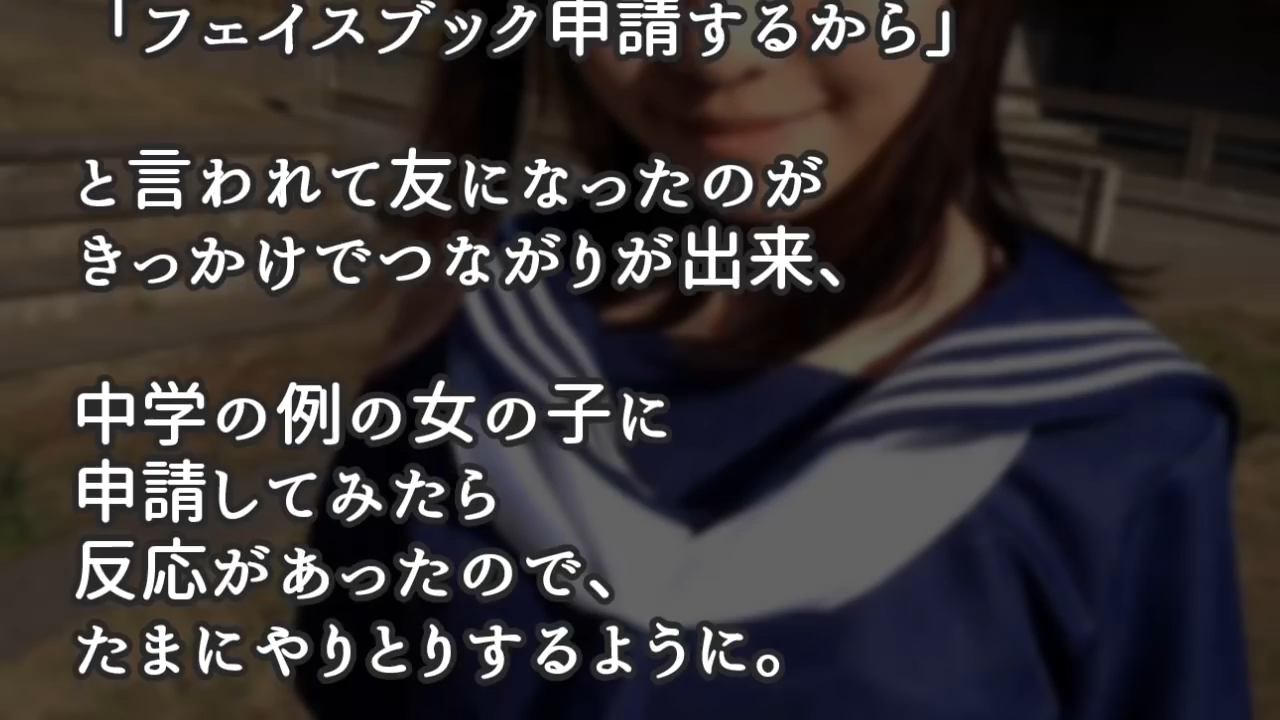 「フェイスブック申請するから」
と言われて友になったのが
きっかけでつながりが出来、
中学の例の女の子に
申請してみたら
反応があったので、
たまにやりとりするように。